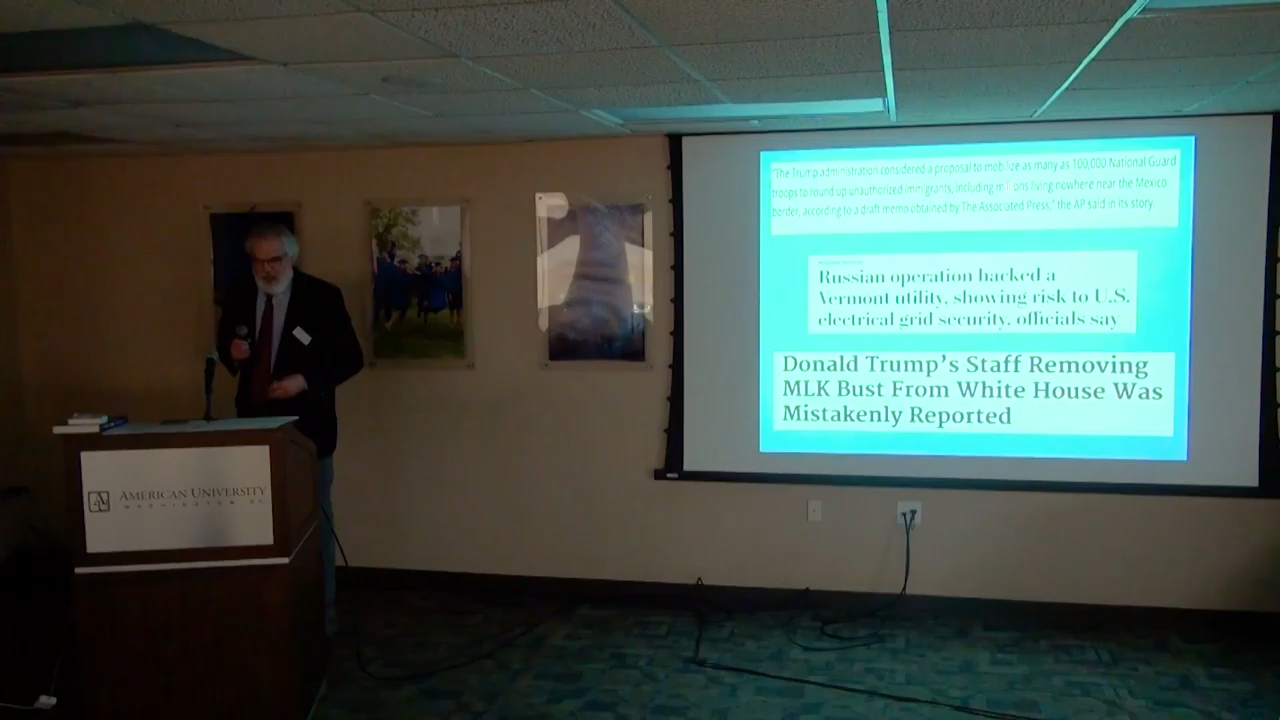 "The Trump administration considered a proposal to mobilize as many as 100,000 National Guard
troops to round up unauthorized immigrants, including millions living nowhere near the Mexico
border, according to a draft memo obtained by The Associated Press," the AP said in its story.
Russian operation hacked a
Vermont utility, showing risk to U.S.
electrical grid security, officials say
Donald Trump's Staff Removing
MLK Bust From White House Was
Mistakenly Reported
AMERICAN UNIVERSITY
WASHINGTON DC